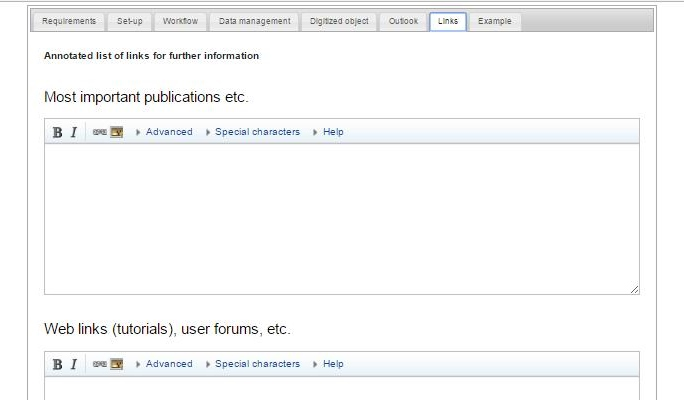 Requirements Set-up Workflow Data management Digitized object Outlook Links Example
Annotated list of links for further information
Most important publications etc.
B I Advanced Special characters Help
Web links (tutorials), user forums, etc.
B I Advanced Special characters Help